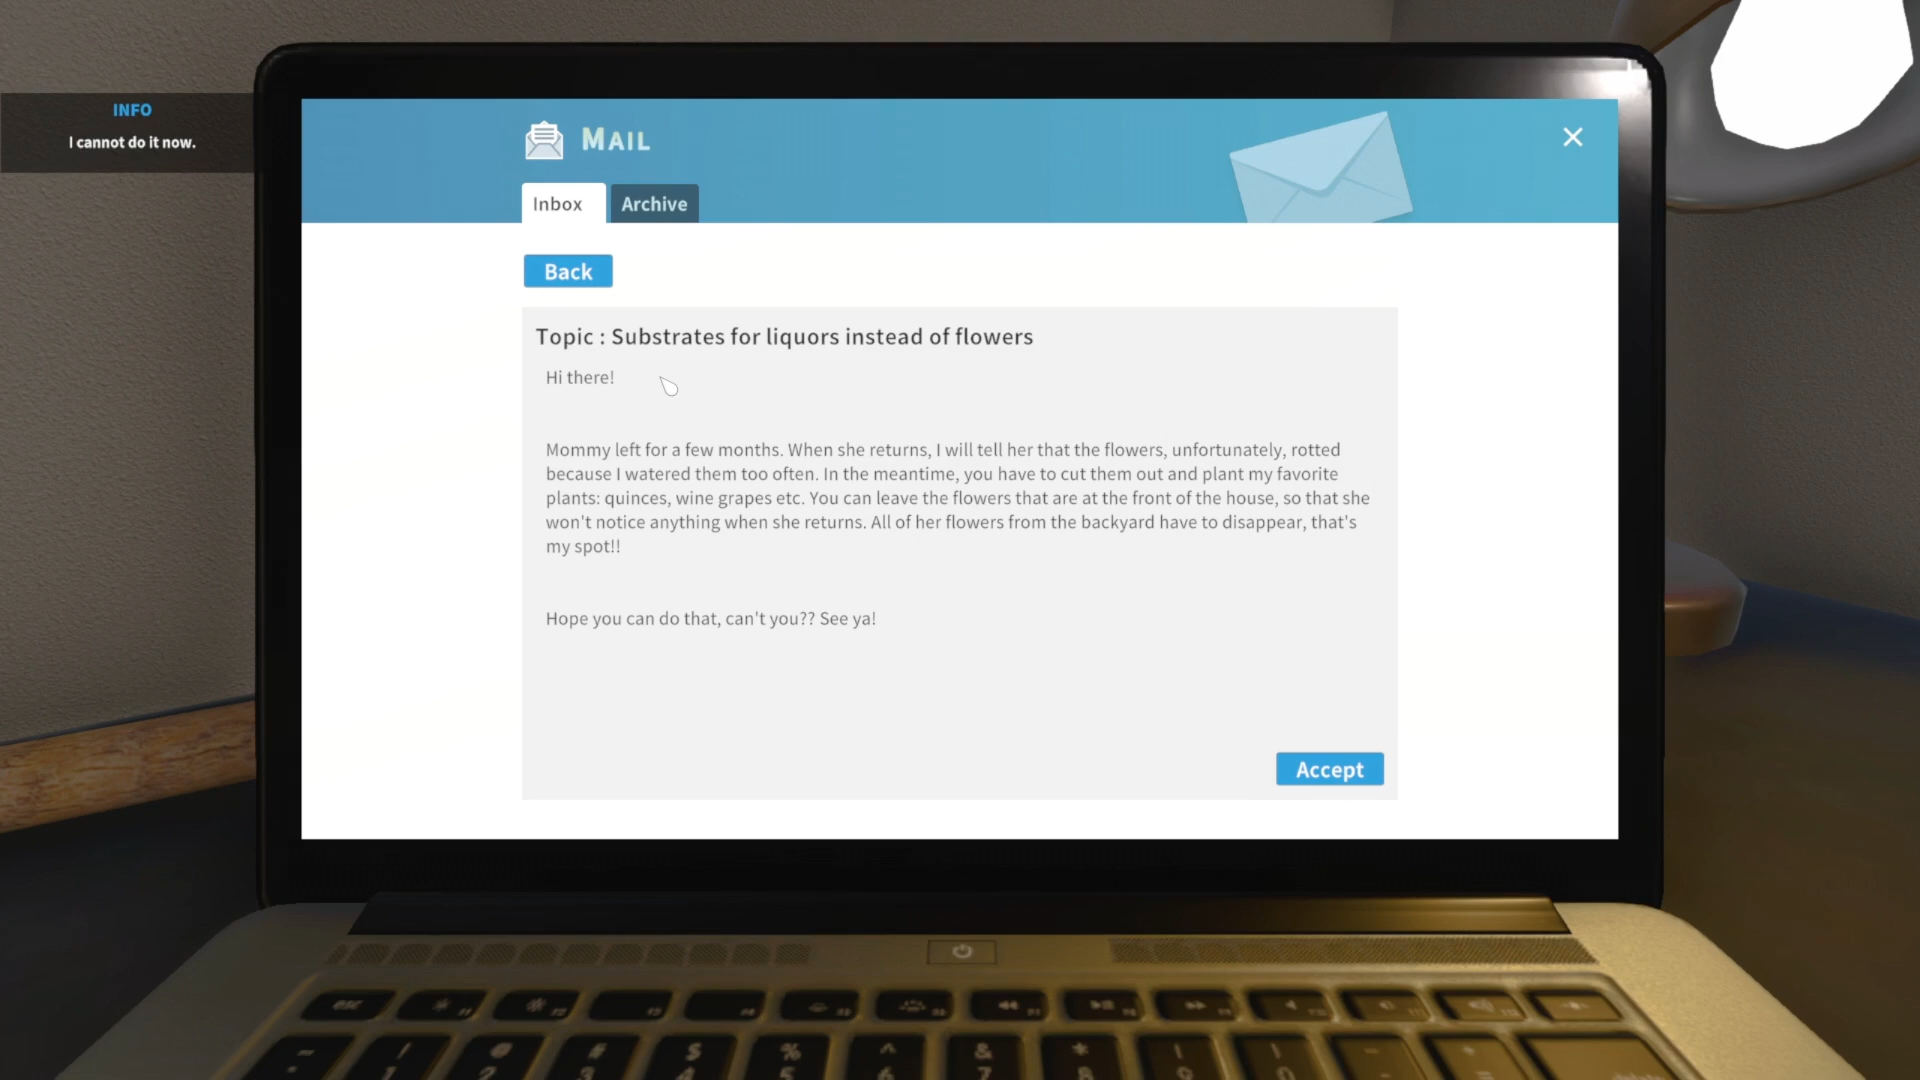 INFO
I cannot do it now.
MAIL
Inbox
Archive
Back
Topic : Substrates for liquors instead of flowers
Hi there!
Mommy left for a few months. When she returns, I will tell her that the flowers, unfortunately, rotted
because I watered them too often. In the meantime, you have to cut them out and plant my favorite
plants: quinces, wine grapes etc. You can leave the flowers that are at the front of the house, so that she
won't notice anything when she returns. All of her flowers from the backyard have to disappear, that's
my spot!!
Hope you can do that, can't you?? See ya!
Accept
esc